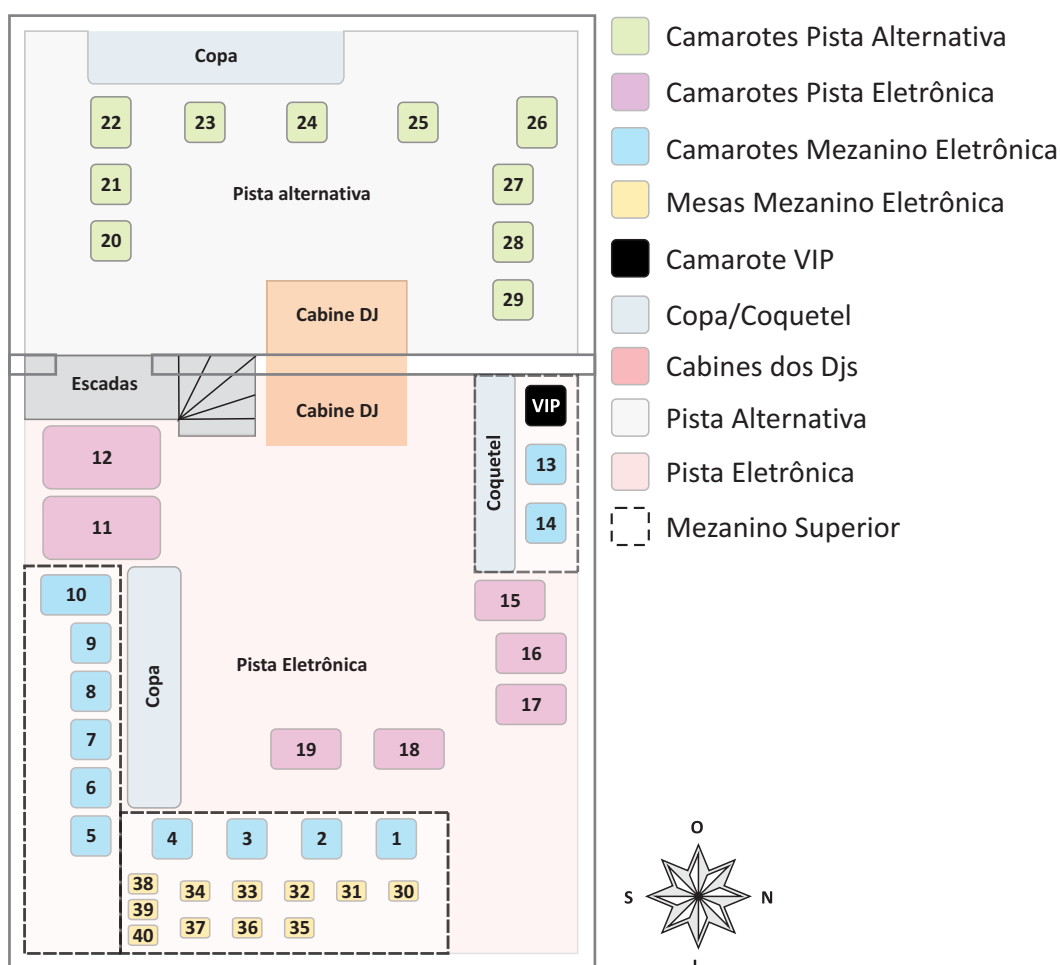 Copa
22 23 24 25 26
21 27
Pista alternativa
20 28
29
Cabine DJ
Escadas
Cabine DJ
VIP
12 13
Coquetel
11 14
10 15
9 16
Pista Eletrônica
Copa
8 17
7 19 18
6
5 4 3 2 1
38 34 33 32 31 30
39
40 37 36 35
Camarotes Pista Alternativa
Camarotes Pista Eletrônica
Camarotes Mezanino Eletrônica
Mesas Mezanino Eletrônica
Camarote VIP
Copa/Coquetel
Cabines dos Djs
Pista Alternativa
Pista Eletrônica
Mezanino Superior
O
S N